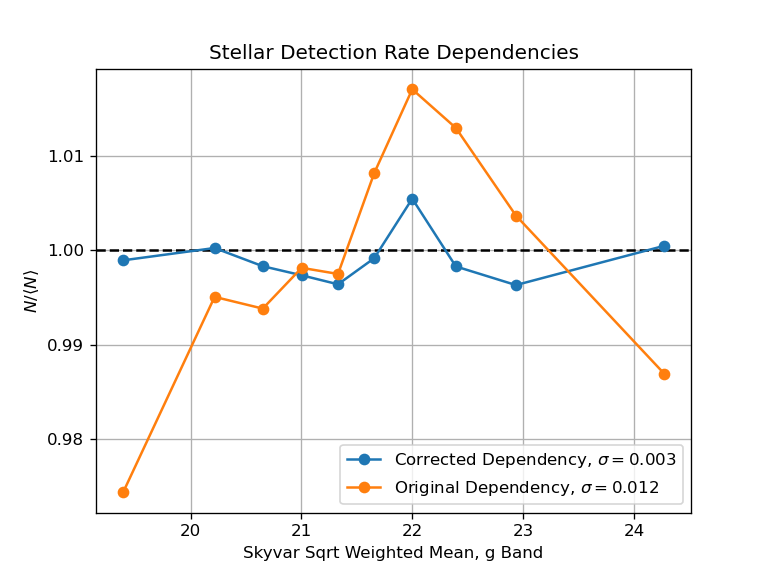 Stellar Detection Rate Dependencies
1.01
1.00
0.99
0.98
N/⟨N⟩
Corrected Dependency, σ = 0.003
Original Dependency, σ = 0.012
20 21 22 23 24
Skyvar Sqrt Weighted Mean, g Band